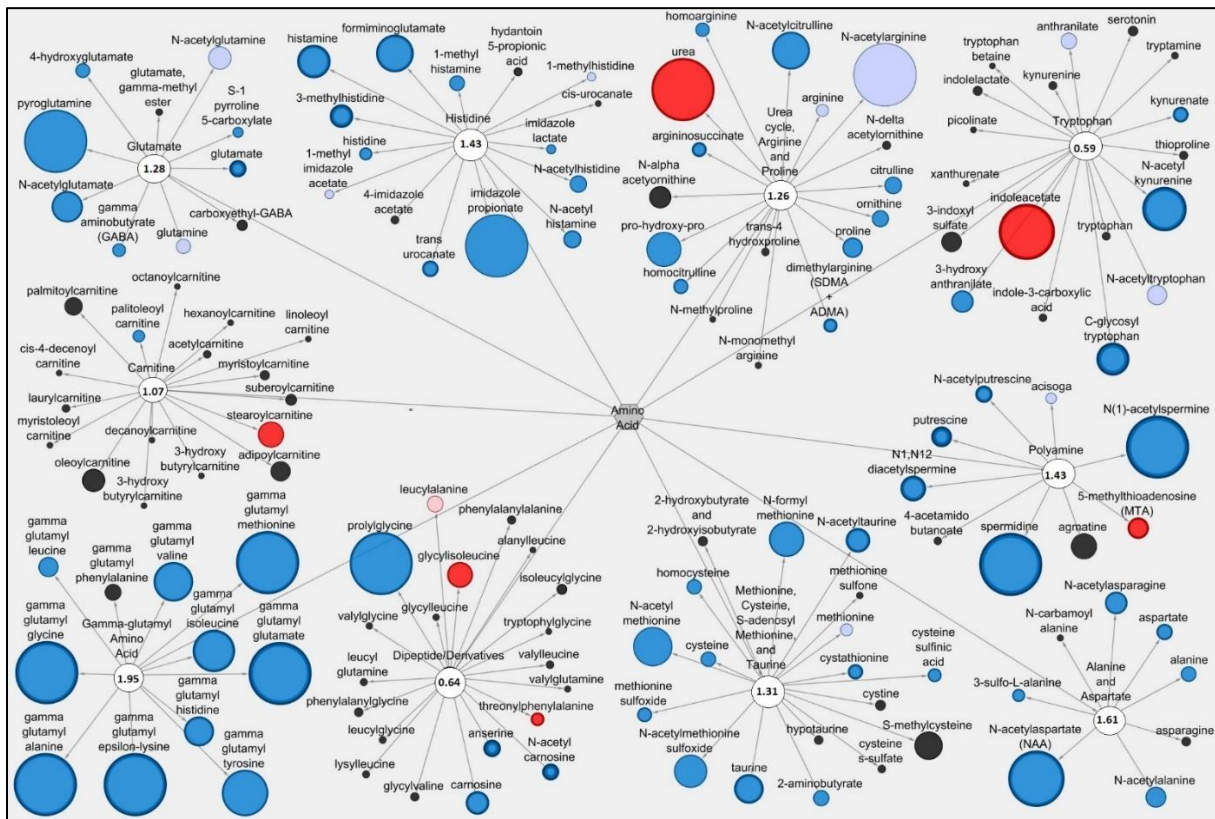 4-hydroxyglutamate
N-acetylglutamine
glutamate,
gamma-methyl
ester
pyroglutamine
S-1
pyrroline
5-carboxylate
Glutamate
1.28
glutamate
N-acetylglutamate
gamma
aminobutyrate
(GABA)
glutamine
carboxyethyl-GABA
formiminoglutamate
histamine
1-methyl
histamine
hydantoin
5-propionic
acid
1-methylhistidine
cis-urocanate
3-methylhistidine
Histidine
1.43
imidazole
lactate
histidine
1-methyl
imidazole
acetate
N-acetylhistidine
4-imidazole
acetate
imidazole
propionate
N-acetyl
histamine
trans
urocanate
homoarginine
urea
N-acetylcitrulline
N-acetylarginine
Urea
cycle,
Arginine
and
Proline
1.26
arginine
argininosuccinate
N-delta
acetylornithine
N-alpha
acetyornithine
citrulline
ornithine
pro-hydroxy-pro
trans-4
hydroxproline
proline
homocitrulline
dimethylarginine
(SDMA
+
ADMA)
N-methylproline
N-monomethyl
arginine
anthranilate
serotonin
tryptophan
betaine
tryptamine
indolelactate
kynurenine
Tryptophan
0.59
kynurenate
picolinate
thioproline
xanthurenate
N-acetyl
kynurenine
indoleacetate
3-indoxyl
sulfate
tryptophan
3-hydroxy
anthranilate
N-acetyltryptophan
indole-3-carboxylic
acid
C-glycosyl
tryptophan
octanoylcarnitine
palmitoylcarnitine
palitoleoyl
carnitine
hexanoylcarnitine
linoleoyl
carnitine
cis-4-decenoyl
carnitine
acetylcarnitine
Carnitine
1.07
myristoylcarnitine
suberoylcarnitine
laurylcarnitine
stearoylcarnitine
myristoleoyl
carnitine
decanoylcarnitine
adipoylcarnitine
oleoylcarnitine
3-hydroxy
butyrylcarnitine
3-hydroxy
butyrylcarnitine
-
Amino
Acid
N-acetylputrescine
acisoga
N(1)-acetylspermine
putrescine
Polyamine
1.43
N1,N12
diacetylspermine
5-methylthioadenosine
(MTA)
4-acetamido
butanoate
spermidine
agmatine
gamma
glutamyl
leucine
gamma
glutamyl
phenylalanine
gamma
glutamyl
valine
gamma
glutamyl
methionine
gamma
glutamyl
glycine
Gamma-glutamyl
Amino
Acid
1.95
gamma
glutamyl
isoleucine
gamma
glutamyl
glutamate
gamma
glutamyl
histidine
gamma
glutamyl
alanine
gamma
glutamyl
epsilon-lysine
gamma
glutamyl
tyrosine
leucylalanine
phenylalanylalanine
prolylglycine
alanylleucine
glycylisoleucine
isoleucylglycine
valylglycine
glycylleucine
tryptophylglycine
leucyl
glutamine
Dipeptide/Derivatives
0.64
valylleucine
valylglutamine
phenylalanylglycine
threonylphenylalanine
leucylglycine
anserine
N-acetyl
carnosine
lysylleucine
glycylvaline
carnosine
2-hydroxybutyrate
and
2-hydroxyisobutyrate
N-formyl
methionine
N-acetyltaurine
homocysteine
Methionine,
Cysteine,
S-adenosyl
Methionine,
and
Taurine
1.31
methionine
sulfone
N-acetyl
methionine
methionine
cysteine
cystathionine
cysteine
sulfinic
acid
methionine
sulfoxide
cystine
N-acetylmethionine
sulfoxide
hypotaurine
S-methylcysteine
cysteine
s-sulfate
taurine
2-aminobutyrate
N-acetylasparagine
N-carbamoyl
alanine
aspartate
Alanine
and
Aspartate
1.61
alanine
3-sulfo-L-alanine
asparagine
N-acetylaspartate
(NAA)
N-acetylalanine